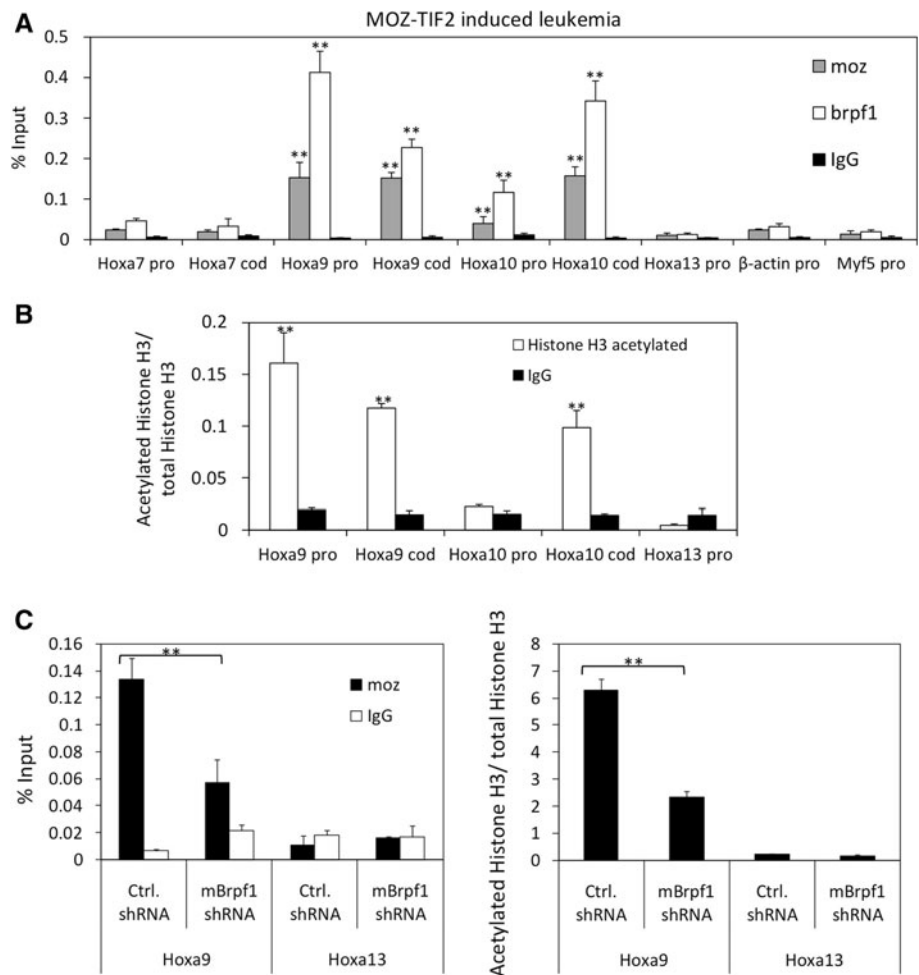 A
MOZ-TIF2 induced leukemia
% Input
0.5
0.4
0.3
0.2
0.1
0
** ** ** ** ** ** ** **
moz
brpf1
IgG
Hoxa7 pro Hoxa7 cod Hoxa9 pro Hoxa9 cod Hoxa10 pro Hoxa10 cod Hoxa13 pro β-actin pro Myf5 pro
B
Acetylated Histone H3/
total Histone H3
0.2
0.15
0.1
0.05
0
** ** **
Histone H3 acetylated
IgG
Hoxa9 pro Hoxa9 cod Hoxa10 pro Hoxa10 cod Hoxa13 pro
C
% Input
0.16
0.14
0.12
0.10
0.08
0.06
0.04
0.02
0
**
moz
IgG
Ctrl. mBrpf1 Ctrl. mBrpf1
shRNA shRNA shRNA shRNA
Hoxa9 Hoxa13
Acetylated Histone H3/ total Histone H3
8
7
6
5
4
3
2
1
0
**
Ctrl. mBrpf1 Ctrl. mBrpf1
shRNA shRNA shRNA shRNA
Hoxa9 Hoxa13